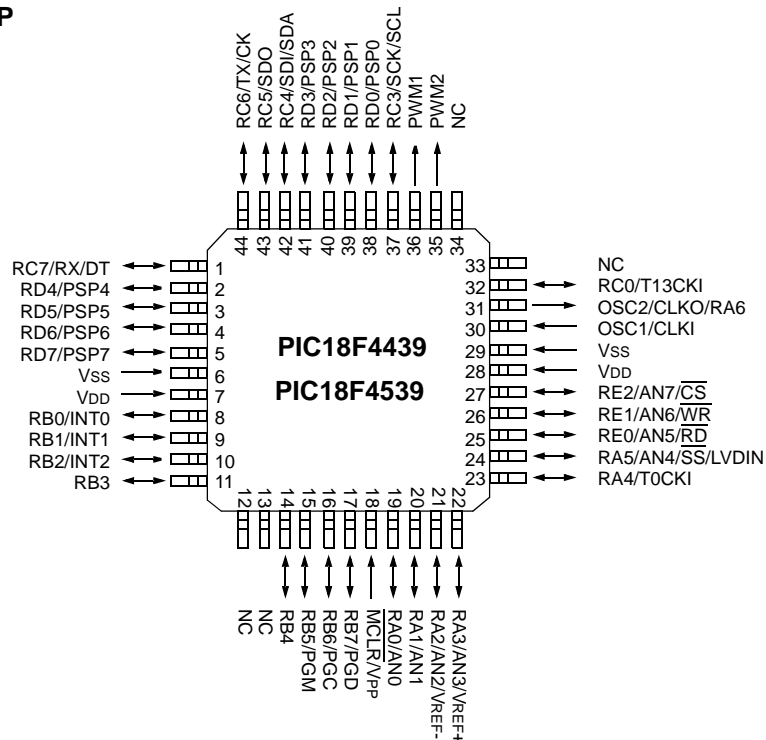 P
RC6/TX/CK
RC5/SDO
RC4/SDI/SDA
RD3/PSP3
RD2/PSP2
RD1/PSP1
RD0/PSP0
RC3/SCK/SCL
PWM1
PWM2
NC
44
43
42
41
40
39
38
37
36
35
34
RC7/RX/DT 1
RD4/PSP4 2
RD5/PSP5 3
RD6/PSP6 4
RD7/PSP7 5
VSS 6
VDD 7
RB0/INT0 8
RB1/INT1 9
RB2/INT2 10
RB3 11
PIC18F4439
PIC18F4539
33 NC
32 RC0/T13CKI
31 OSC2/CLKO/RA6
30 OSC1/CLKI
29 VSS
28 VDD
27 RE2/AN7/CS
26 RE1/AN6/WR
25 RE0/AN5/RD
24 RA5/AN4/SS/LVDIN
23 RA4/T0CKI
12
13
14
15
16
17
18
19
20
21
22
NC
NC
RB4
RB5/PGM
RB6/PGC
RB7/PGD
MCLR/VPP
RA0/AN0
RA1/AN1
RA2/AN2/VREF-
RA3/AN3/VREF+